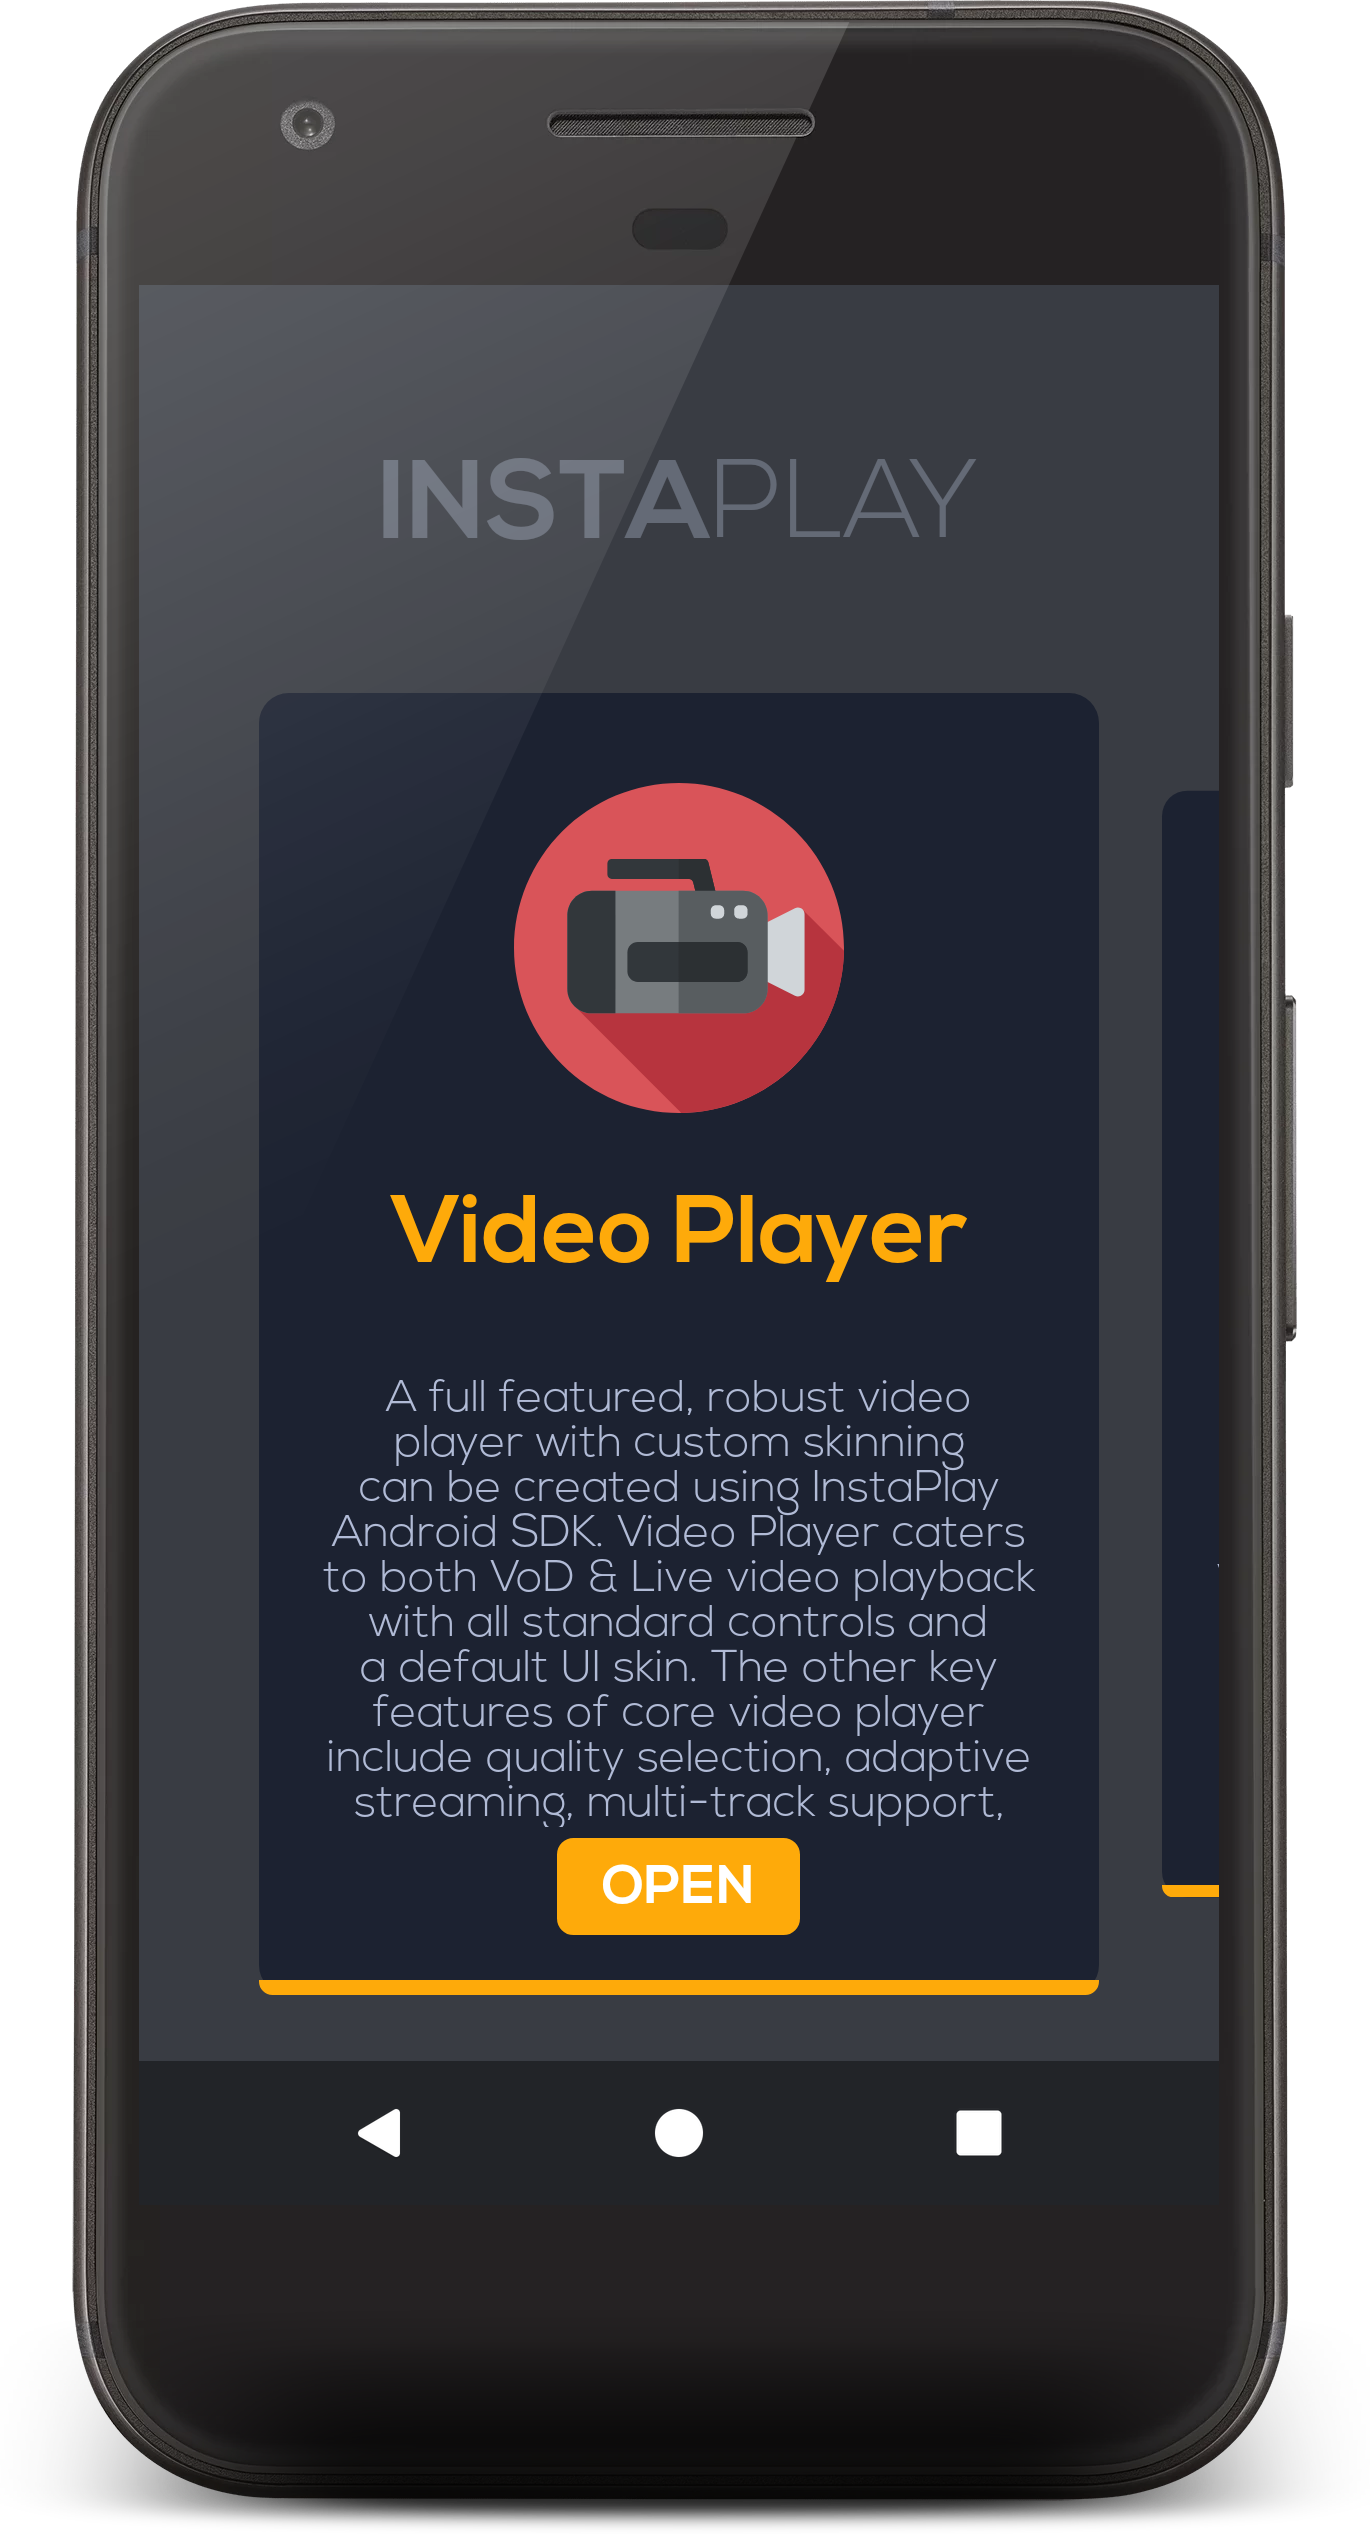 INSTAPLAY
Video Player
A full featured, robust video
player with custom skinning
can be created using InstaPlay
Android SDK. Video Player caters
to both VoD & Live video playback
with all standard controls and
a default UI skin. The other key
features of core video player
include quality selection, adaptive
streaming, multi-track support,
OPEN